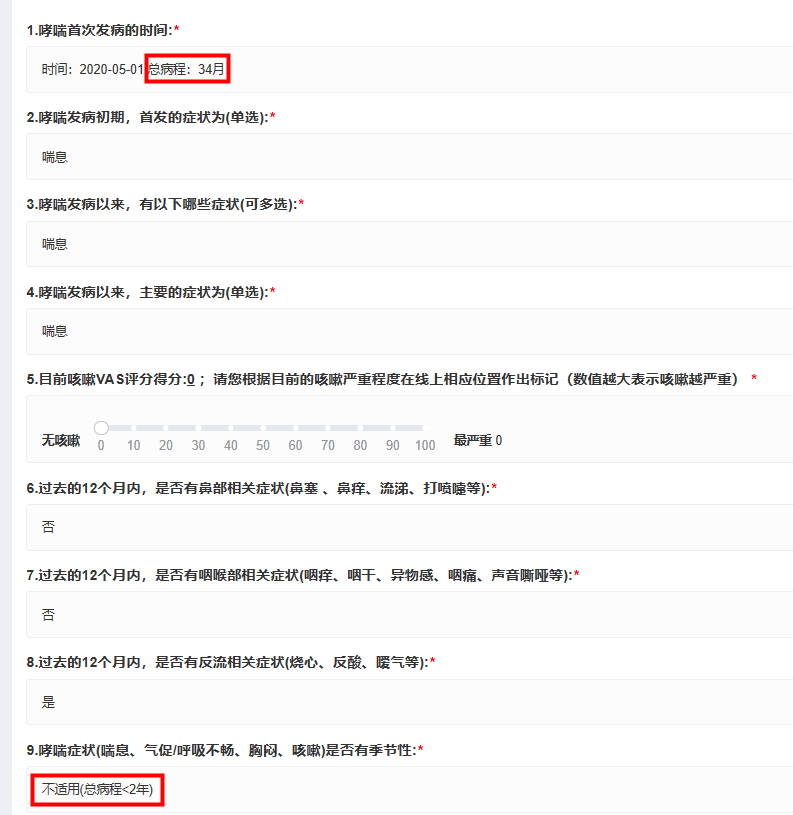 1.哮喘首次发病的时间:*
时间：2020-05-01 总病程：34月
2.哮喘发病初期，首发的症状为(单选):*
喘息
3.哮喘发病以来，有以下哪些症状(可多选):*
喘息
4.哮喘发病以来，主要的症状为(单选):*
喘息
5.目前咳嗽VAS评分得分:0 ；请您根据目前的咳嗽严重程度在线上相应位置作出标记（数值越大表示咳嗽越严重） *
无咳嗽 0 10 20 30 40 50 60 70 80 90 100 最严重 0
6.过去的12个月内，是否有鼻部相关症状(鼻塞 、鼻痒、流涕、打喷嚏等):*
否
7.过去的12个月内，是否有咽喉部相关症状(咽痒、咽干、异物感、咽痛、声音嘶哑等):*
否
8.过去的12个月内，是否有反流相关症状(烧心、反酸、嗳气等):*
是
9.哮喘症状(喘息、气促/呼吸不畅、胸闷、咳嗽)是否有季节性:*
不适用(总病程<2年)